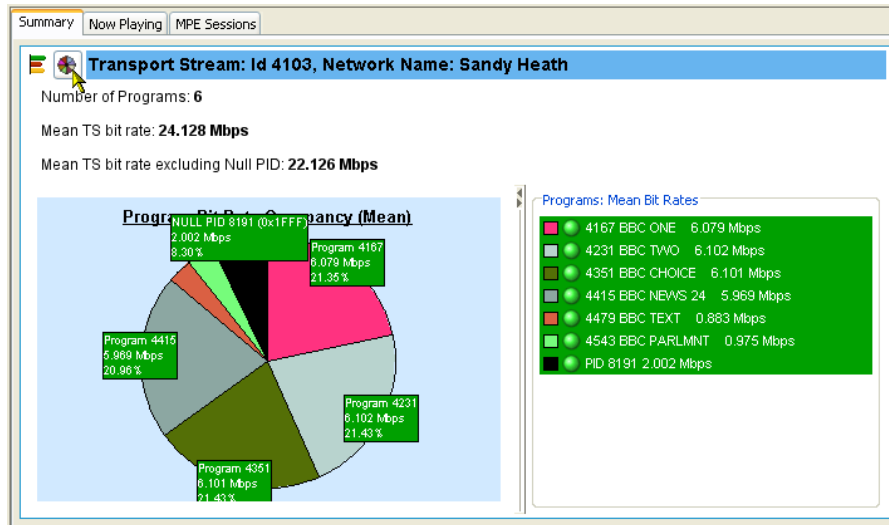 Summary
Now Playing
MPE Sessions
Transport Stream: Id 4103, Network Name: Sandy Heath
Number of Programs: 6
Mean TS bit rate: 24.128 Mbps
Mean TS bit rate excluding Null PID: 22.126 Mbps
Progra Bit Rate Occupancy (Mean)
NULL PID 8191 (0x1FFF)
2.002 Mbps
8.30%
Program 4167
6.079 Mbps
21.35%
Program 4415
5.969 Mbps
20.96%
Program 4231
6.102 Mbps
21.43%
Program 4351
6.101 Mbps
21.43%
Programs: Mean Bit Rates
4167 BBC ONE 6.079 Mbps
4231 BBC TWO 6.102 Mbps
4351 BBC CHOICE 6.101 Mbps
4415 BBC NEWS 24 5.969 Mbps
4479 BBC TEXT 0.883 Mbps
4543 BBC PARLMNT 0.975 Mbps
PID 8191 2.002 Mbps